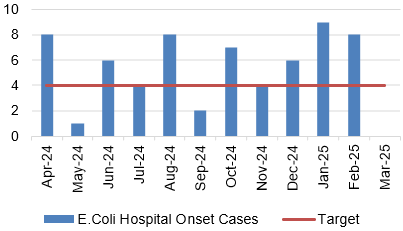 10
8
6
4
2
0
Apr-24
May-24
Jun-24
Jul-24
Aug-24
Sep-24
Oct-24
Nov-24
Dec-24
Jan-25
Feb-25
Mar-25
E.Coli Hospital Onset Cases
Target